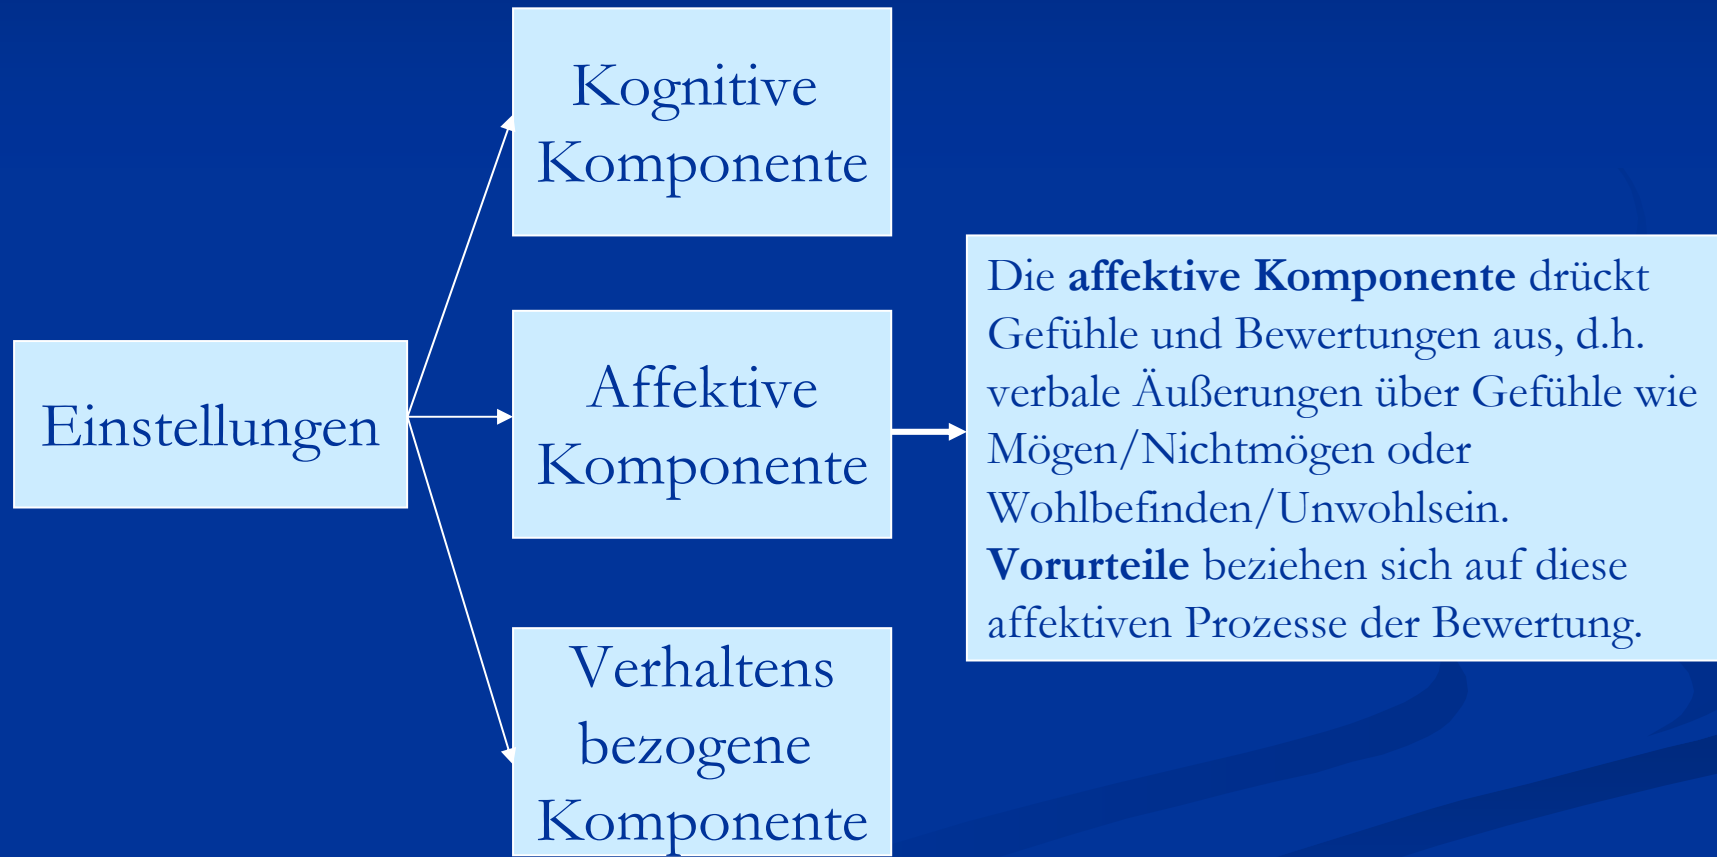 Kognitive
Komponente
Einstellungen
Affektive
Komponente
Verhaltens
bezogene
Komponente
Die affektive Komponente drückt
Gefühle und Bewertungen aus, d.h.
verbale Äußerungen über Gefühle wie
Mögen/Nichtmögen oder
Wohlbefinden/Unwohlsein.
Vorurteile beziehen sich auf diese
affektiven Prozesse der Bewertung.